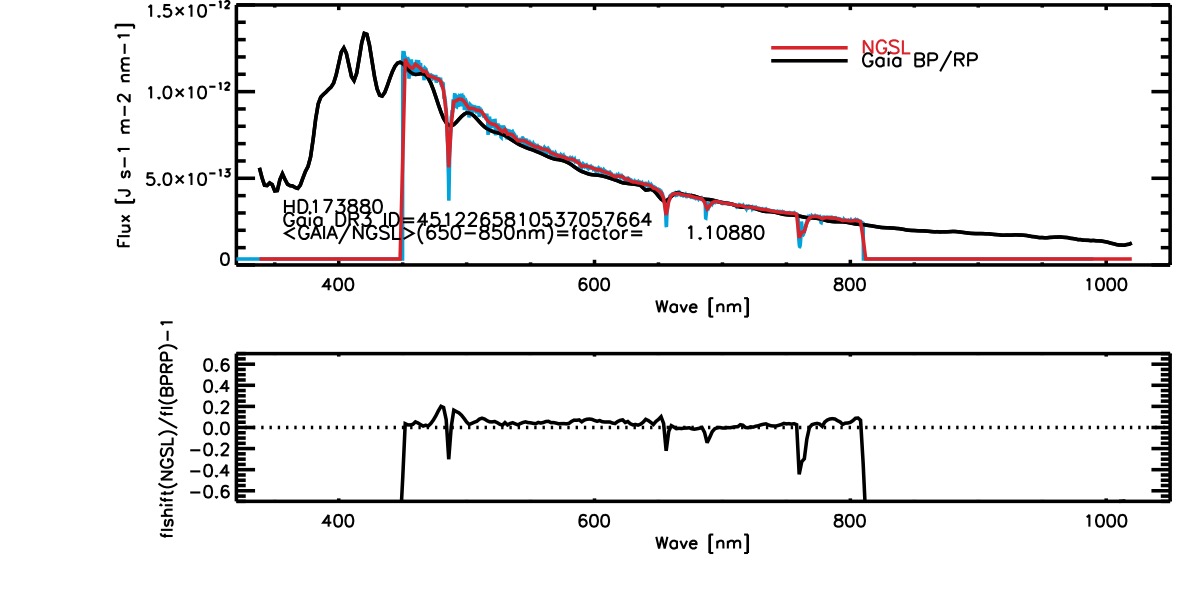 1.5×10−12
1.0×10−12
5.0×10−13
0
Flux [J s−1 m−2 nm−1]
NGSL
Gaia BP/RP
HD173880
Gaia DR3 ID=4512265810537057664
<GAIA/NGSL>(650−850nm)=factor= 1.10880
400 600 800 1000
Wave [nm]
flshift(NGSL)/fl(BPRP)−1
0.6
0.4
0.2
0.0
−0.2
−0.4
−0.6
400 600 800 1000
Wave [nm]